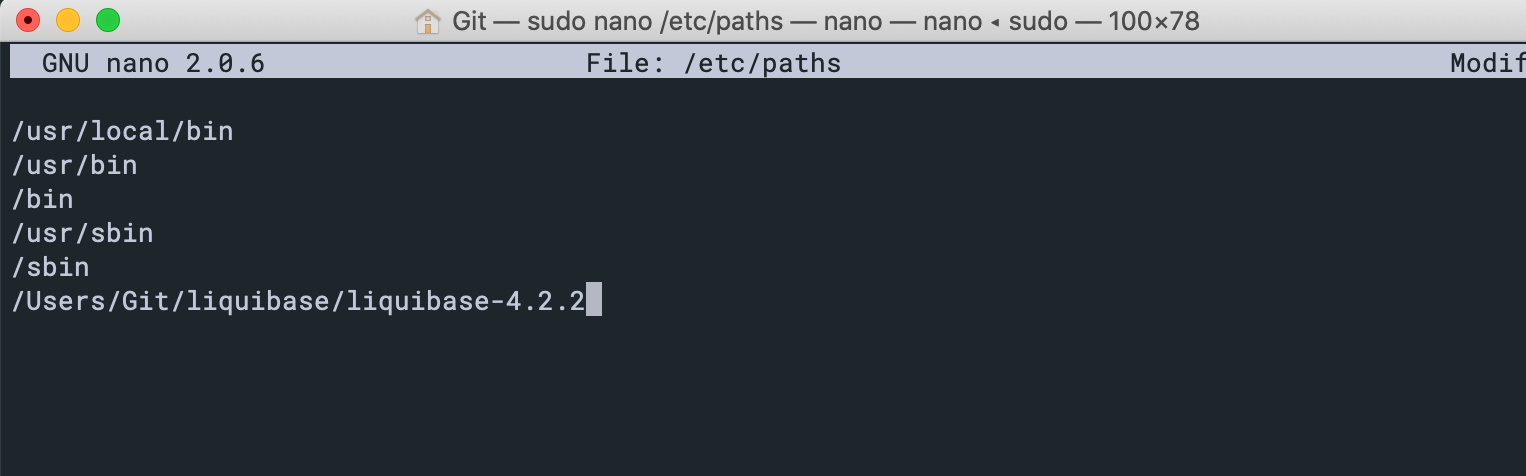 Git — sudo nano /etc/paths — nano — nano ◂ sudo — 100×78
GNU nano 2.0.6 File: /etc/paths Modif
/usr/local/bin
/usr/bin
/bin
/usr/sbin
/sbin
/Users/Git/liquibase/liquibase-4.2.2